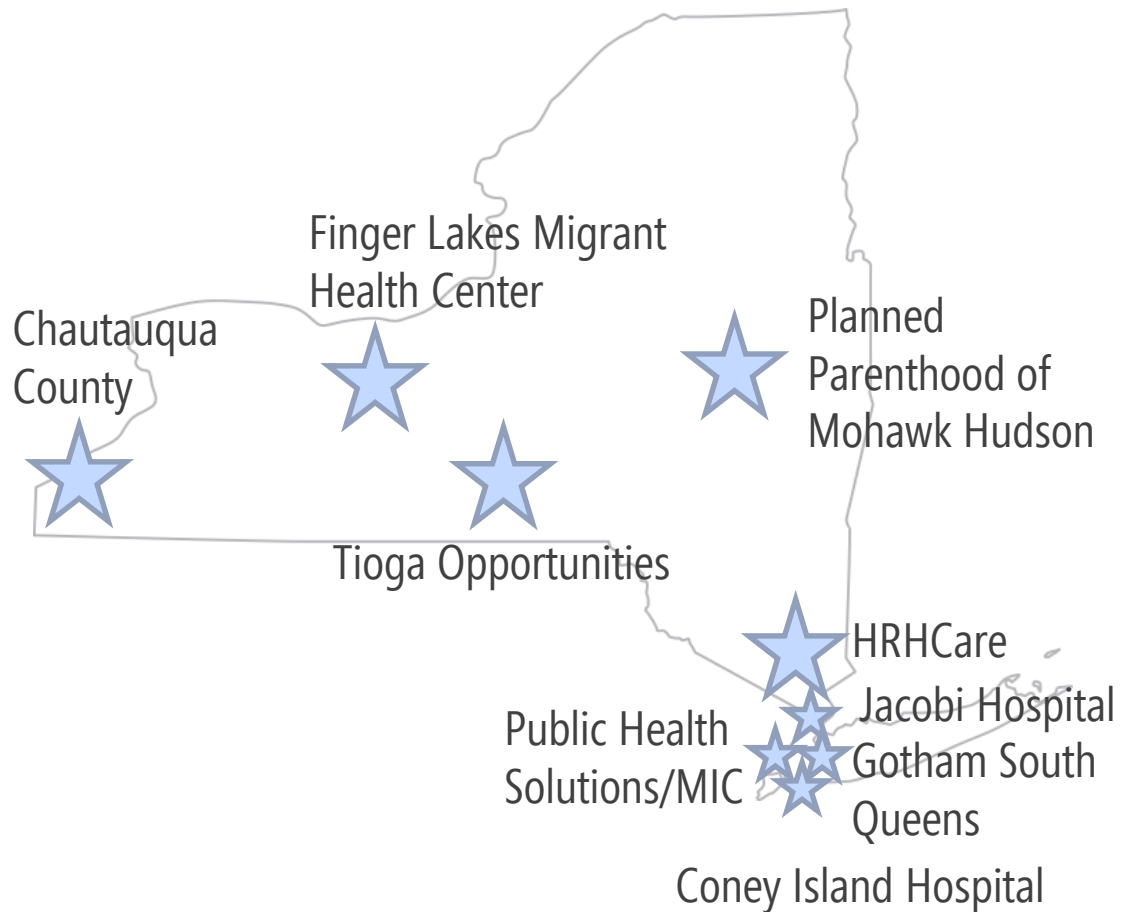 Finger Lakes Migrant
Health Center
Chautauqua
County
Planned
Parenthood of
Mohawk Hudson
Tioga Opportunities
HRHCare
Jacobi Hospital
Public Health
Solutions/MIC
Gotham South
Queens
Coney Island Hospital